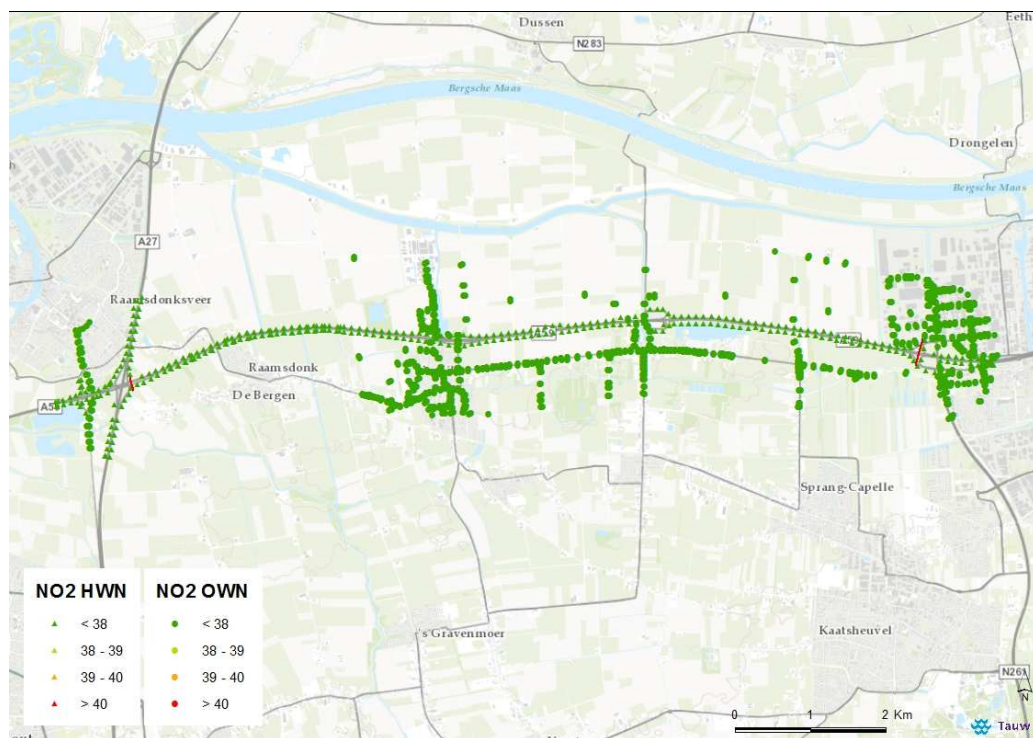 Dussen
Eeth
N283
Bergsche Maas
Drongelen
Bergsche Maas
A27
Raamsdonksveer
A59
Raamsdonk
De Bergen
Sprang-Capelle
's Gravenmoer
Kaatsheuvel
N261
NO2 HWN NO2 OWN
< 38 < 38
38 - 39 38 - 39
39 - 40 39 - 40
> 40 > 40
0 1 2 Km
N
Tauw